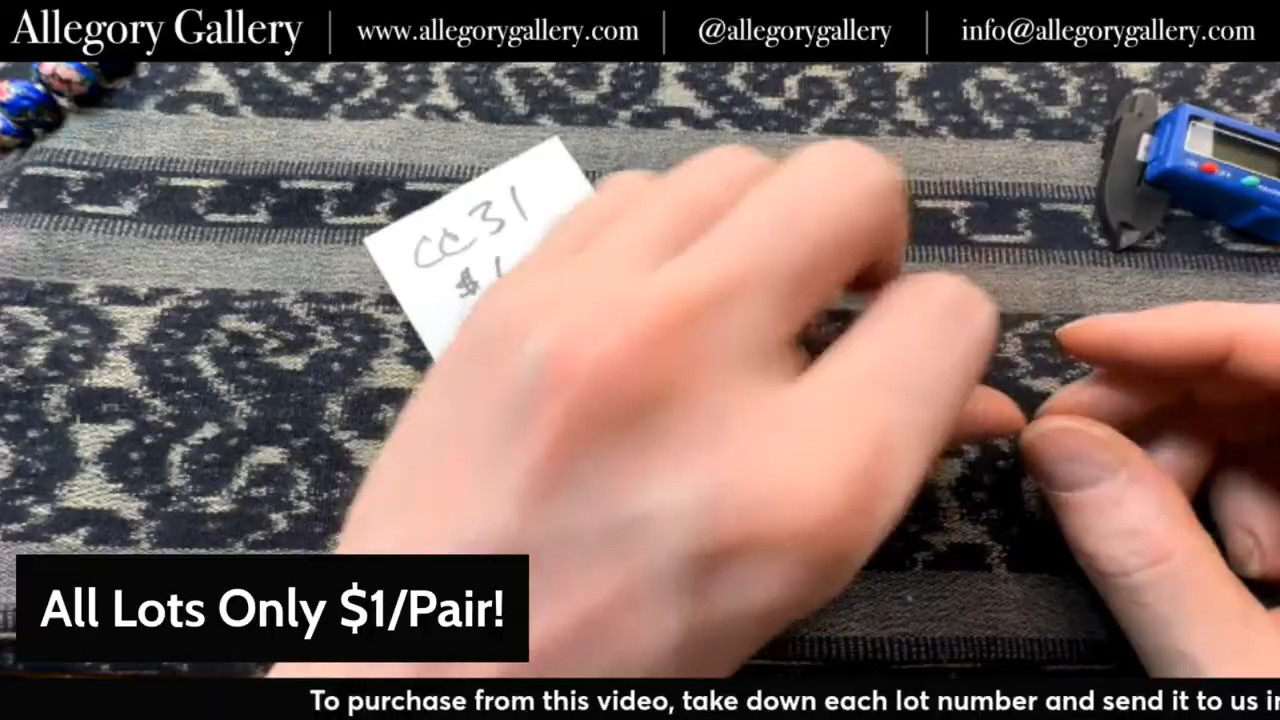 Allegory Gallery
www.allegorygallery.com
@allegorygallery
info@allegorygallery.com
CC31
$1
All Lots Only $1/Pair!
To purchase from this video, take down each lot number and send it to us